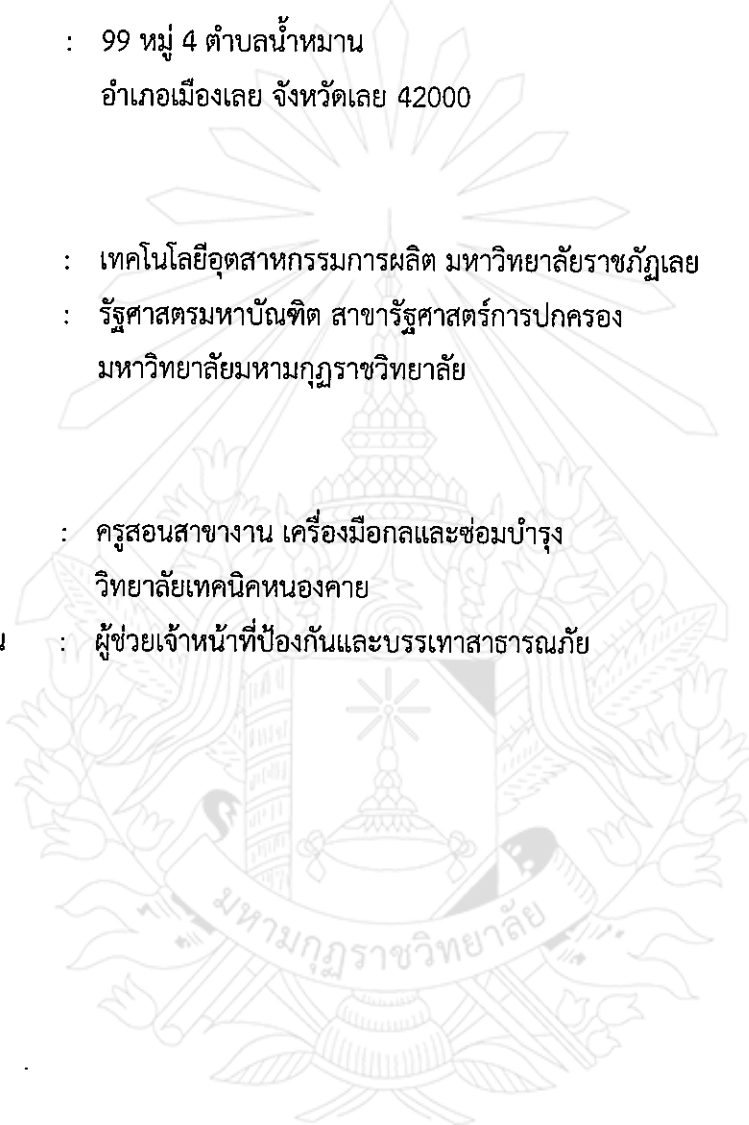 : 99 หมู่ 4 ตำบลน้ำหมาน
อำเภอเมืองเลย จังหวัดเลย 42000
: เทคโนโลยีอุตสาหกรรมการผลิต มหาวิทยาลัยราชภัฏเลย
: รัฐศาสตรมหาบัณฑิต สาขารัฐศาสตร์การปกครอง
มหาวิทยาลัยมหามกุฏราชวิทยาลัย
: ครูสอนสาขางาน เครื่องมือกลและซ่อมบำรุง
วิทยาลัยเทคนิคหนองคาย
น : ผู้ช่วยเจ้าหน้าที่ป้องกันและบรรเทาสาธารณภัย
มหามกุฏราชวิทยาลัย